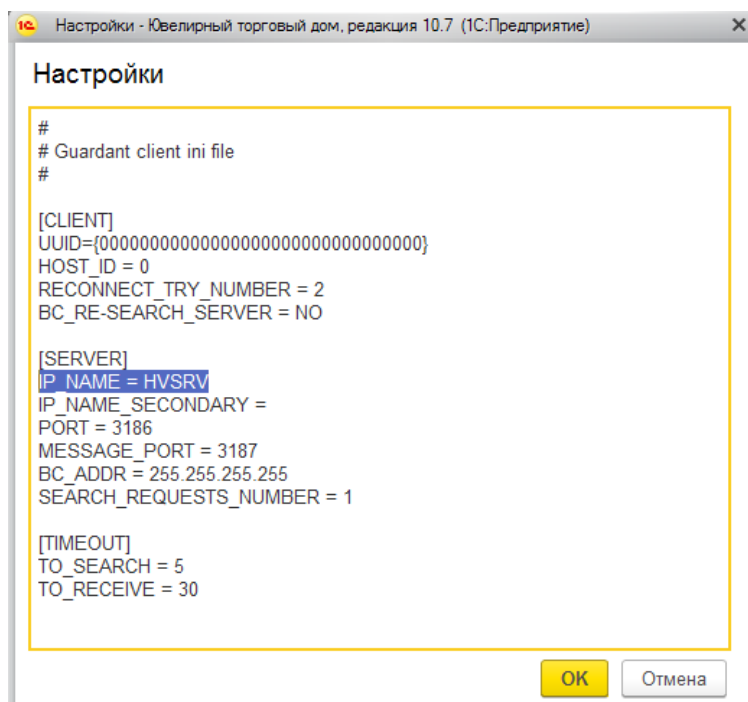 1С Настройки - Ювелирный торговый дом, редакция 10.7 (1С:Предприятие)
Настройки
#
# Guardant client ini file
#
[CLIENT]
UUID={00000000000000000000000000000000}
HOST_ID = 0
RECONNECT_TRY_NUMBER = 2
BC_RE-SEARCH_SERVER = NO
[SERVER]
IP_NAME = HVSRV
IP_NAME_SECONDARY =
PORT = 3186
MESSAGE_PORT = 3187
BC_ADDR = 255.255.255.255
SEARCH_REQUESTS_NUMBER = 1
[TIMEOUT]
TO_SEARCH = 5
TO_RECEIVE = 30
OK Отмена